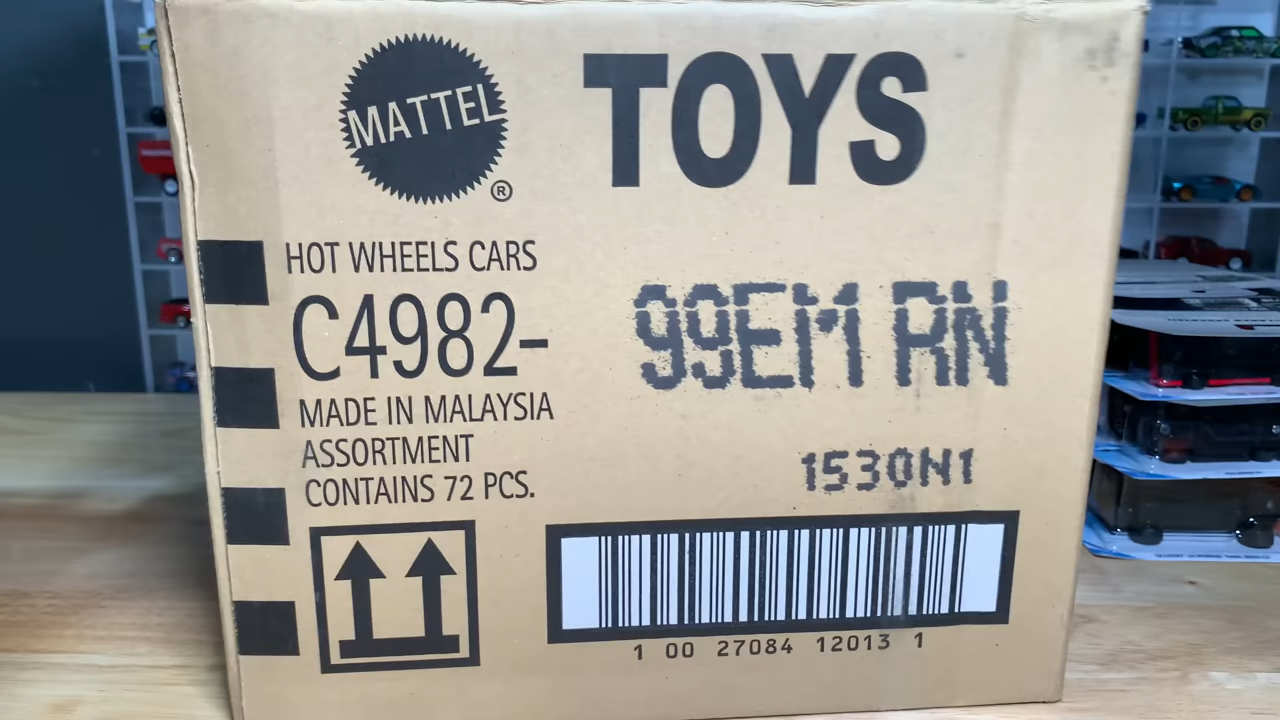 MATTEL ®
TOYS
HOT WHEELS CARS
C4982-
99EM RN
MADE IN MALAYSIA
ASSORTMENT
CONTAINS 72 PCS.
1530N1
1 00 27084 12013 1